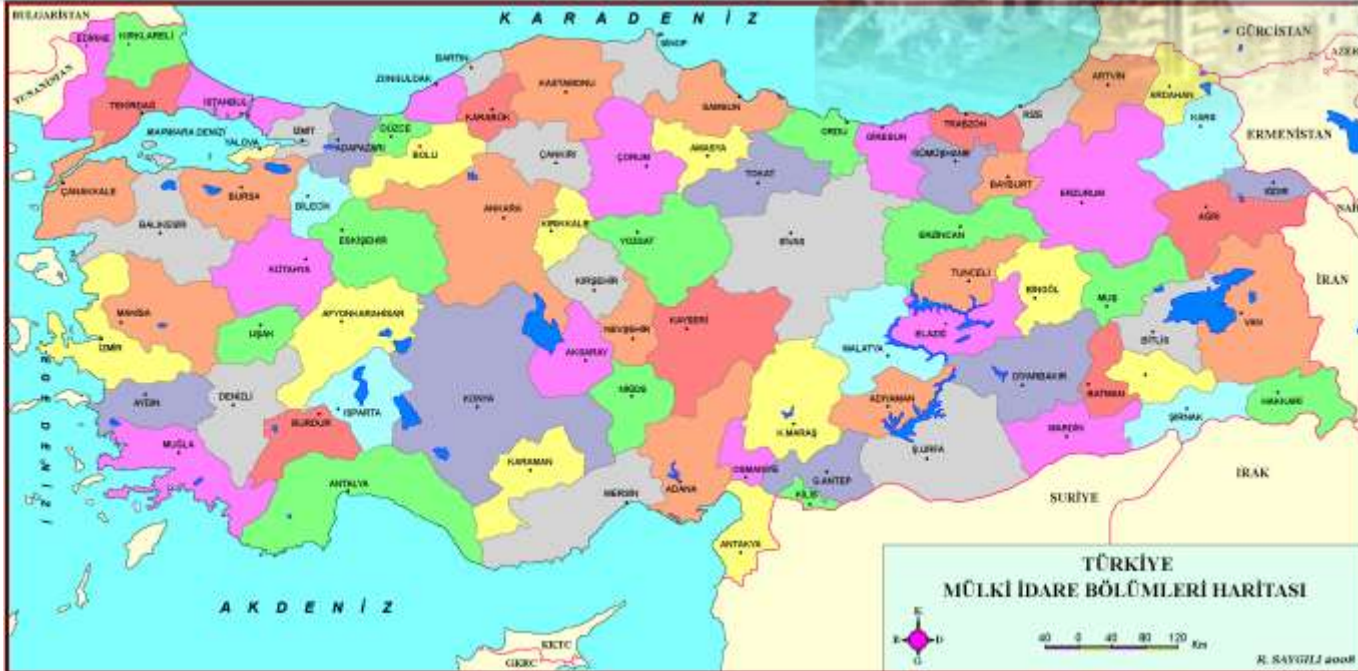 BULGARİSTAN
K A R A D E N İ Z
GÜRCİSTAN
EDİRNE
KIRKLARELİ
SİNOP
BARTIN
ZONGULDAK
KASTAMONU
ARTVİN
ARDAHAN
YUNANİSTAN
TEKİRDAĞ
İSTANBUL
KARABÜK
SAMSUN
TRABZON
RİZE
KARS
ERMENİSTAN
MARMARA DENİZİ
YALOVA
İZMİT
ADAPAZARI
DÜZCE
BOLU
ÇANKIRI
ÇORUM
AMASYA
ORDU
GİRESUN
GÜMÜŞHANE
TOKAT
BAYBURT
ERZURUM
IĞDIR
ÇANAKKALE
BURSA
BİLECİK
ANKARA
KIRIKKALE
AĞRI
BALIKESİR
ESKİŞEHİR
YOZGAT
SİVAS
ERZİNCAN
KÜTAHYA
KIRŞEHİR
TUNCELİ
BİNGÖL
MUŞ
İRAN
MANİSA
UŞAK
AFYONKARAHİSAR
NEVŞEHİR
KAYSERİ
ELAZIĞ
VAN
İZMİR
AKSARAY
MALATYA
BİTLİS
AYDIN
DENİZLİ
ISPARTA
KONYA
NİĞDE
ADIYAMAN
DİYARBAKIR
BATMAN
HAKKARİ
BURDUR
K.MARAŞ
ŞIRNAK
MUĞLA
KARAMAN
MARDİN
ANTALYA
MERSİN
ADANA
OSMANİYE
G.ANTEP
Ş.URFA
KİLİS
IRAK
SURİYE
ANTAKYA
A K D E N İ Z
KKTC
GKRC
TÜRKİYE
MÜLKİ İDARE BÖLÜMLERİ HARİTASI
K
B D
G
40 0 40 80 120 Km
R. SAYGILI 2008